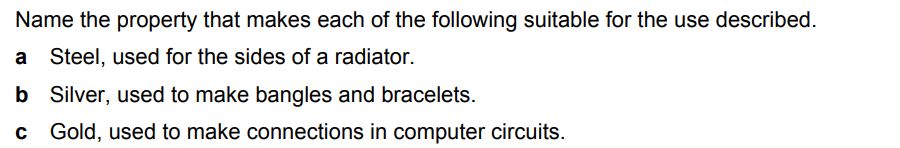 Name the property that makes each of the following suitable for the use described.
a Steel, used for the sides of a radiator.
b Silver, used to make bangles and bracelets.
c Gold, used to make connections in computer circuits.